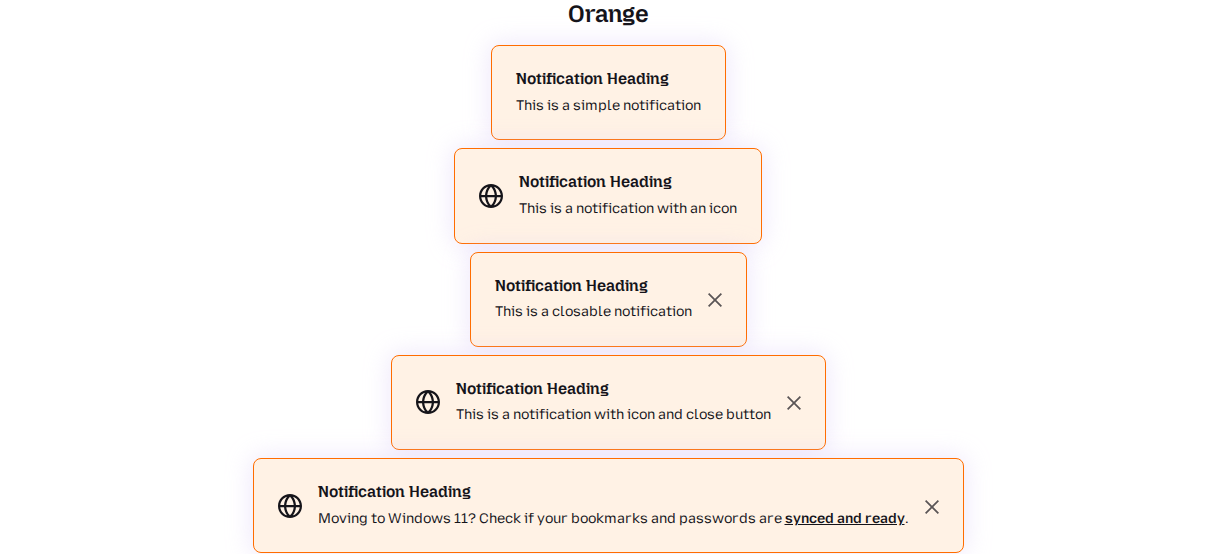 Orange
Notification Heading
This is a simple notification
Notification Heading
This is a notification with an icon
Notification Heading
This is a closable notification
Notification Heading
This is a notification with icon and close button
Notification Heading
Moving to Windows 11? Check if your bookmarks and passwords are synced and ready.